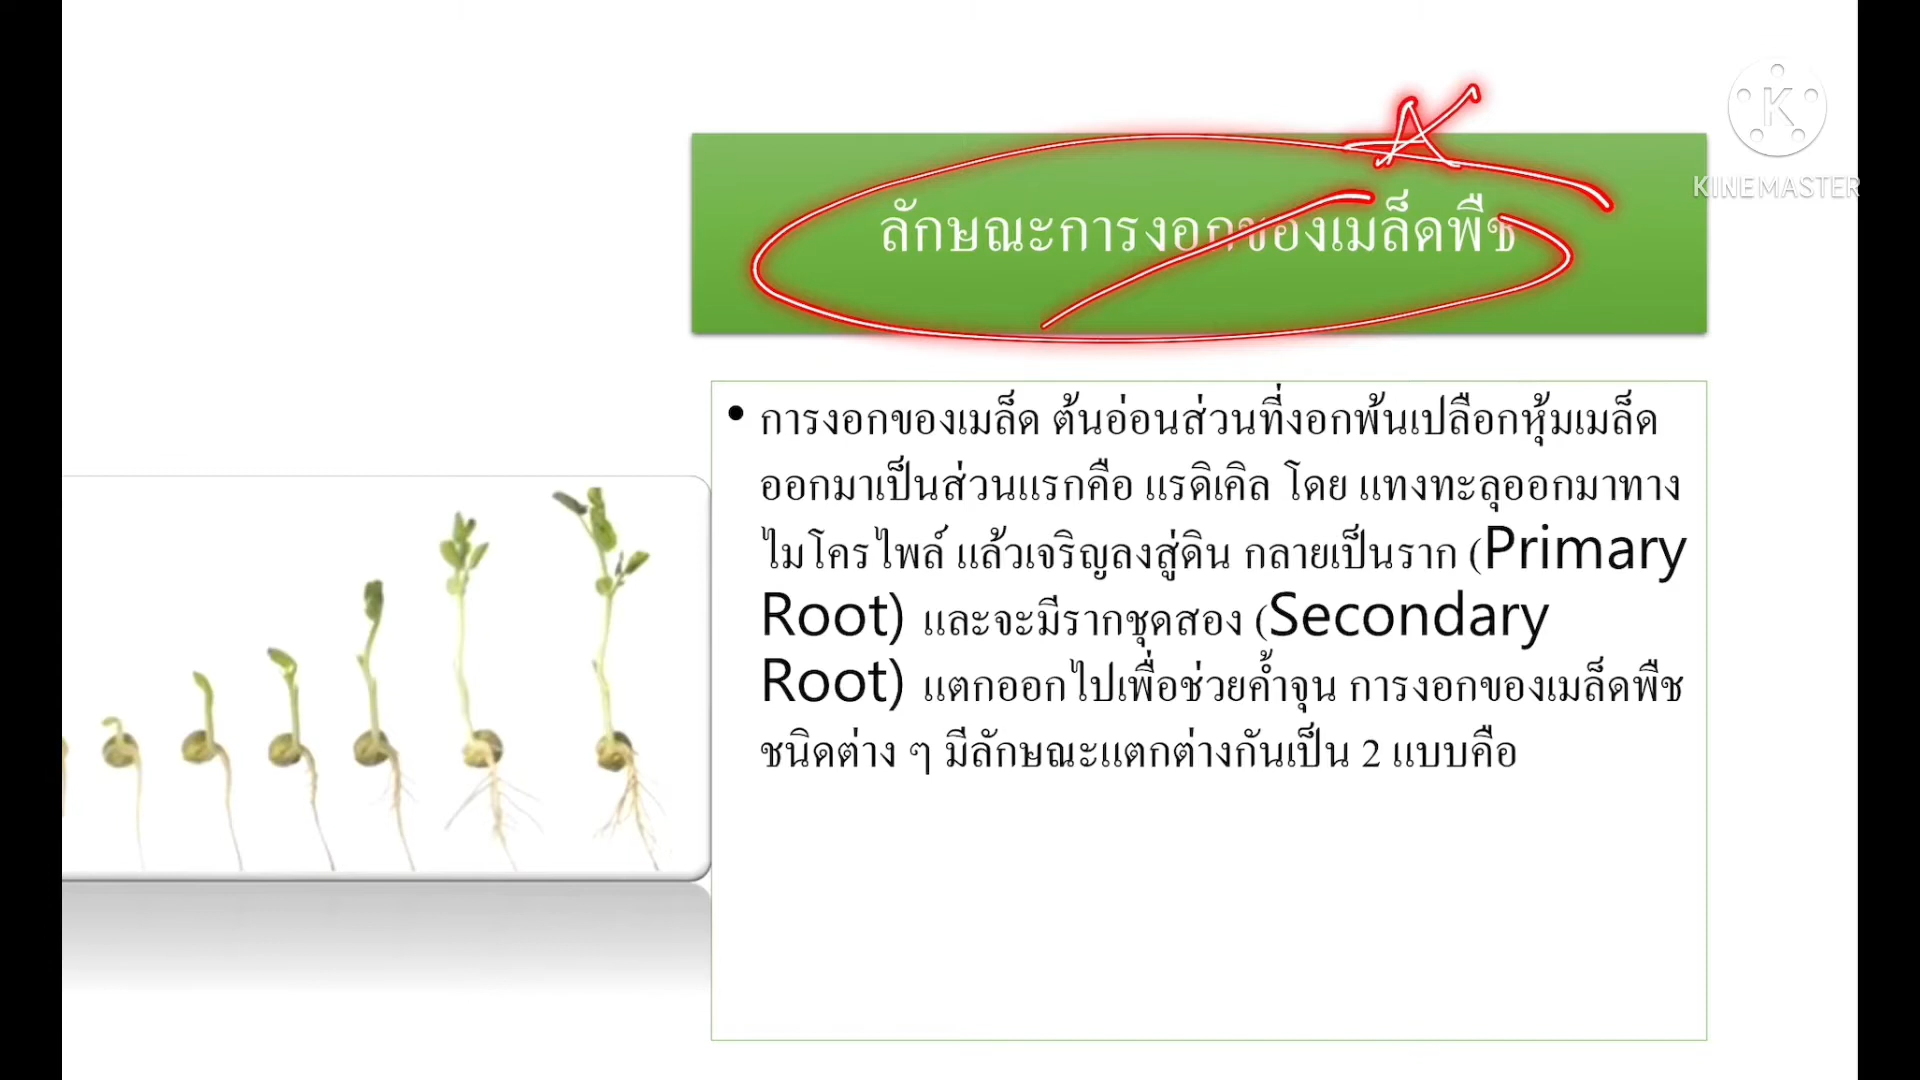 KINEMASTER
ลักษณะการงอกของเมล็ดพืช
• การงอกของเมล็ด ต้นอ่อนส่วนที่งอกพ้นเปลือกหุ้มเมล็ด
ออกมาเป็นส่วนแรกคือ แรดิเคิล โดย แทงทะลุออกมาทาง
ไมโครไพล์ แล้วเจริญลงสู่ดิน กลายเป็นราก (Primary
Root) และจะมีรากชุดสอง (Secondary
Root) แตกออกไปเพื่อช่วยค้ำจุน การงอกของเมล็ดพืช
ชนิดต่าง ๆ มีลักษณะแตกต่างกันเป็น 2 แบบคือ